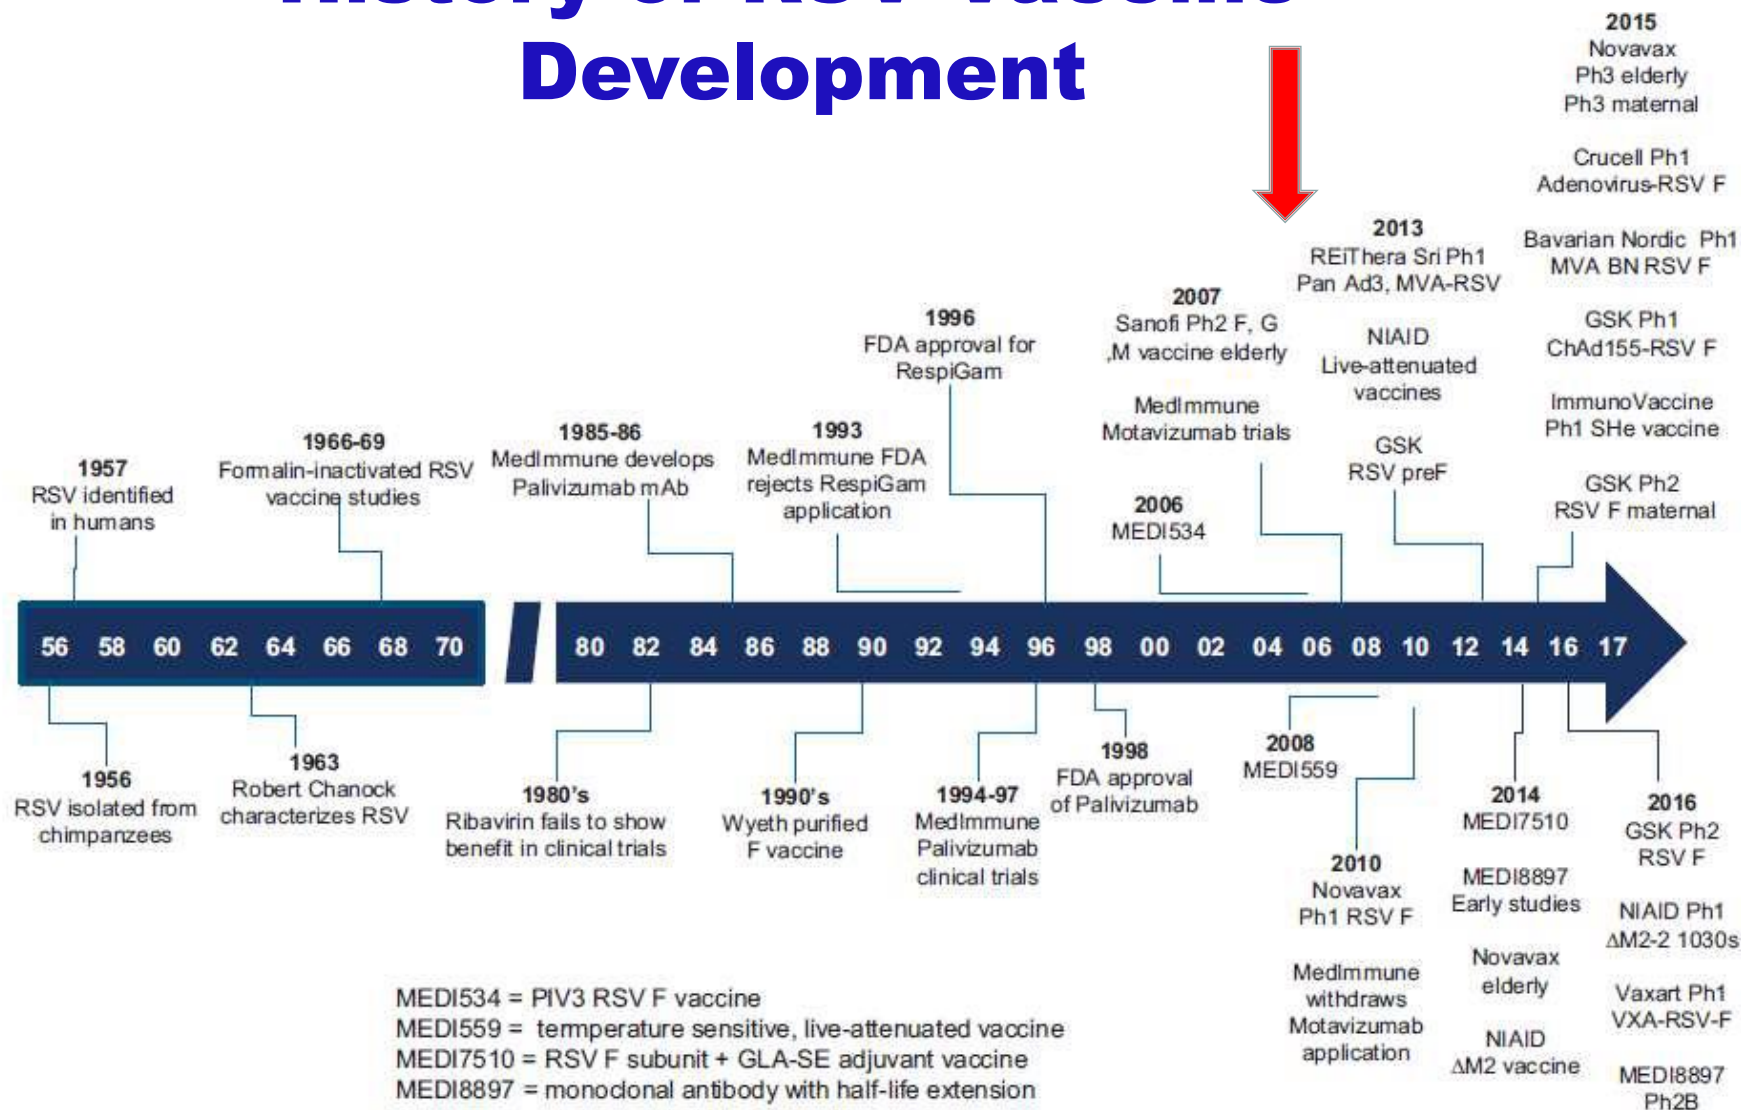 History of RSV Vaccine
Development
2015
Novavax
Ph3 elderly
Ph3 maternal
Crucell Ph1
Adenovirus-RSV F
Bavarian Nordic Ph1
MVA BN RSV F
GSK Ph1
ChAd155-RSV F
ImmunoVaccine
Ph1 SHe vaccine
GSK Ph2
RSV F maternal
2013
REiThera Sri Ph1
Pan Ad3, MVA-RSV
NIAID
Live-attenuated
vaccines
GSK
RSV preF
2007
Sanofi Ph2 F, G
,M vaccine elderly
MedImmune
Motavizumab trials
2006
MEDI534
1996
FDA approval for
RespiGam
1993
MedImmune FDA
rejects RespiGam
application
1985-86
MedImmune develops
Palivizumab mAb
1966-69
Formalin-inactivated RSV
vaccine studies
1957
RSV identified
in humans
56 58 60 62 64 66 68 70 80 82 84 86 88 90 92 94 96 98 00 02 04 06 08 10 12 14 16 17
1956
RSV isolated from
chimpanzees
1963
Robert Chanock
characterizes RSV
1980's
Ribavirin fails to show
benefit in clinical trials
1990's
Wyeth purified
F vaccine
1994-97
MedImmune
Palivizumab
clinical trials
1998
FDA approval
of Palivizumab
2008
MEDI559
2010
Novavax
Ph1 RSV F
MedImmune
withdraws
Motavizumab
application
2014
MEDI7510
MEDI8897
Early studies
Novavax
elderly
NIAID
ΔM2 vaccine
2016
GSK Ph2
RSV F
NIAID Ph1
ΔM2-2 1030s
Vaxart Ph1
VXA-RSV-F
MEDI8897
Ph2B
MEDI534 = PIV3 RSV F vaccine
MEDI559 = termperature sensitive, live-attenuated vaccine
MEDI7510 = RSV F subunit + GLA-SE adjuvant vaccine
MEDI8897 = monoclonal antibody with half-life extension